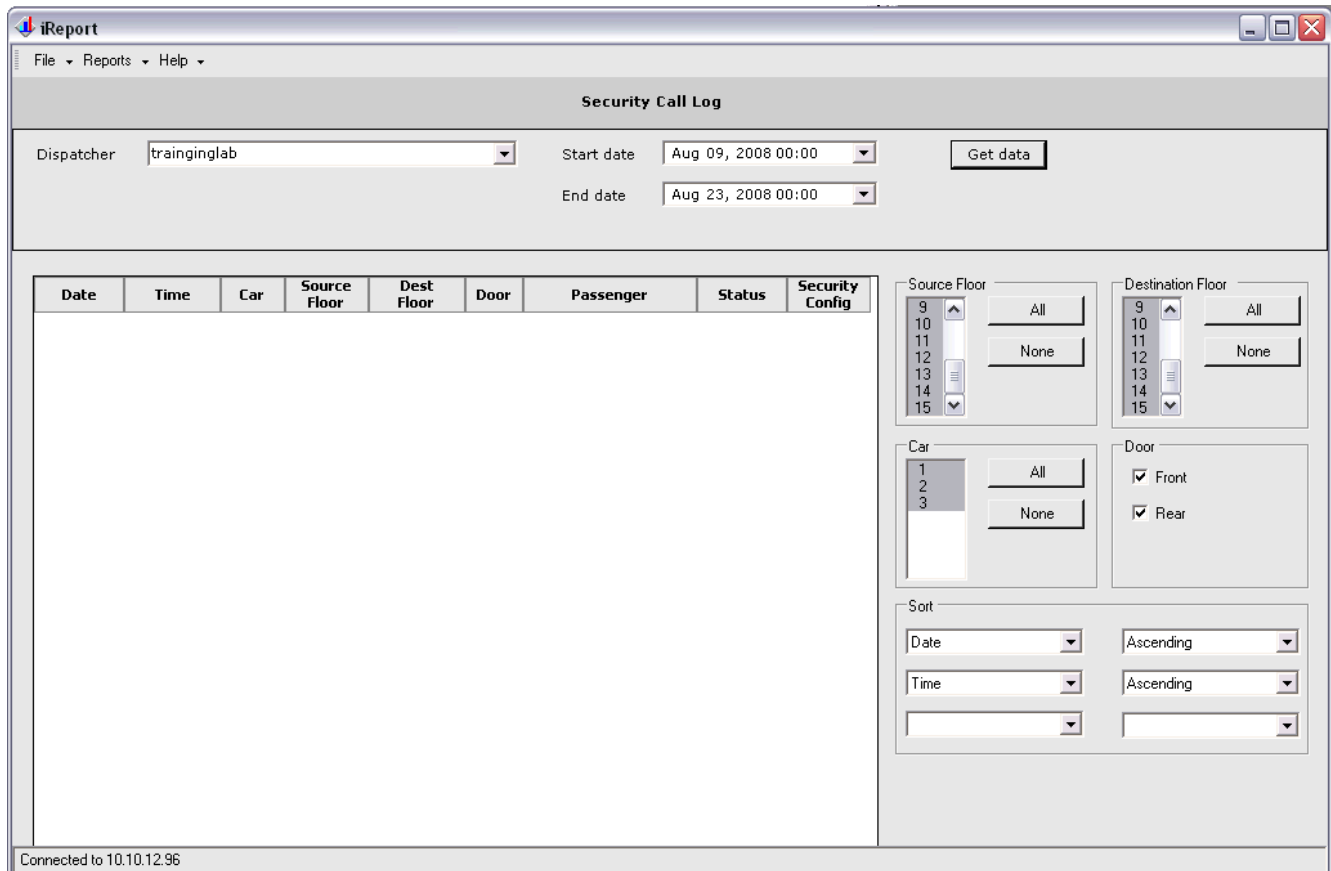 iReport
File Reports Help
Security Call Log
Dispatcher trainginglab Start date Aug 09, 2008 00:00 Get data
End date Aug 23, 2008 00:00
Date Time Car Source Floor Dest Floor Door Passenger Status Security Config
Source Floor
9
10
11
12
13
14
15
All
None
Destination Floor
9
10
11
12
13
14
15
All
None
Car
1
2
3
All
None
Door
Front
Rear
Sort
Date Ascending
Time Ascending
Connected to 10.10.12.96